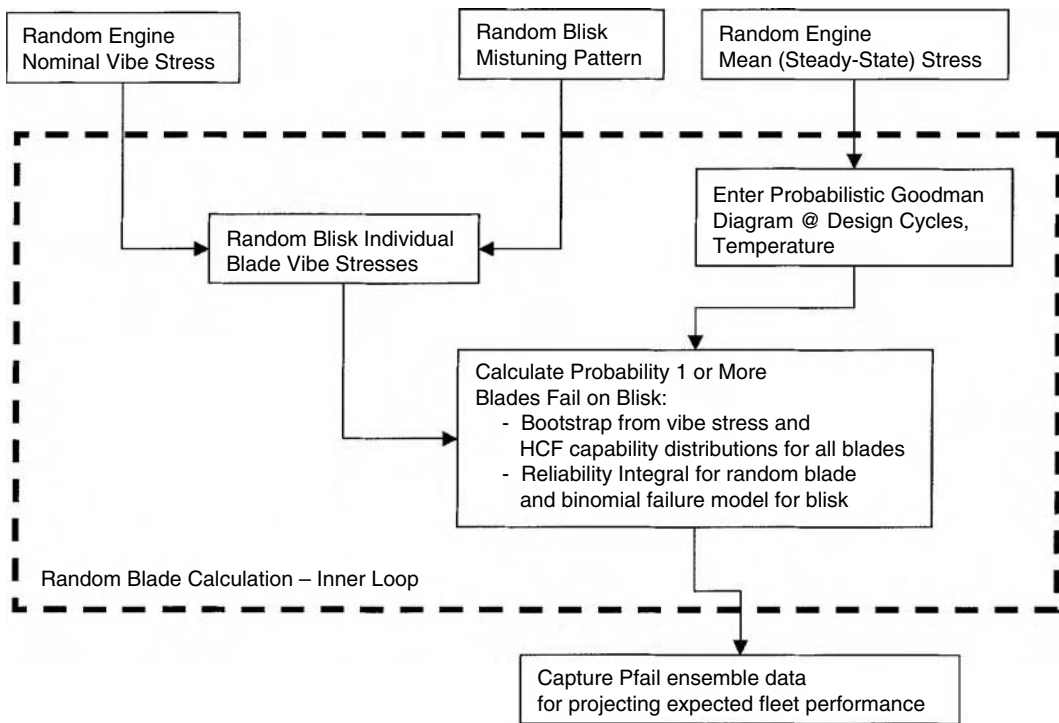 Random Engine
Nominal Vibe Stress
Random Blisk
Mistuning Pattern
Random Engine
Mean (Steady-State) Stress
Enter Probabilistic Goodman
Diagram @ Design Cycles,
Temperature
Random Blisk Individual
Blade Vibe Stresses
Calculate Probability 1 or More
Blades Fail on Blisk:
- Bootstrap from vibe stress and
HCF capability distributions for all blades
- Reliability Integral for random blade
and binomial failure model for blisk
Random Blade Calculation – Inner Loop
Capture Pfail ensemble data
for projecting expected fleet performance